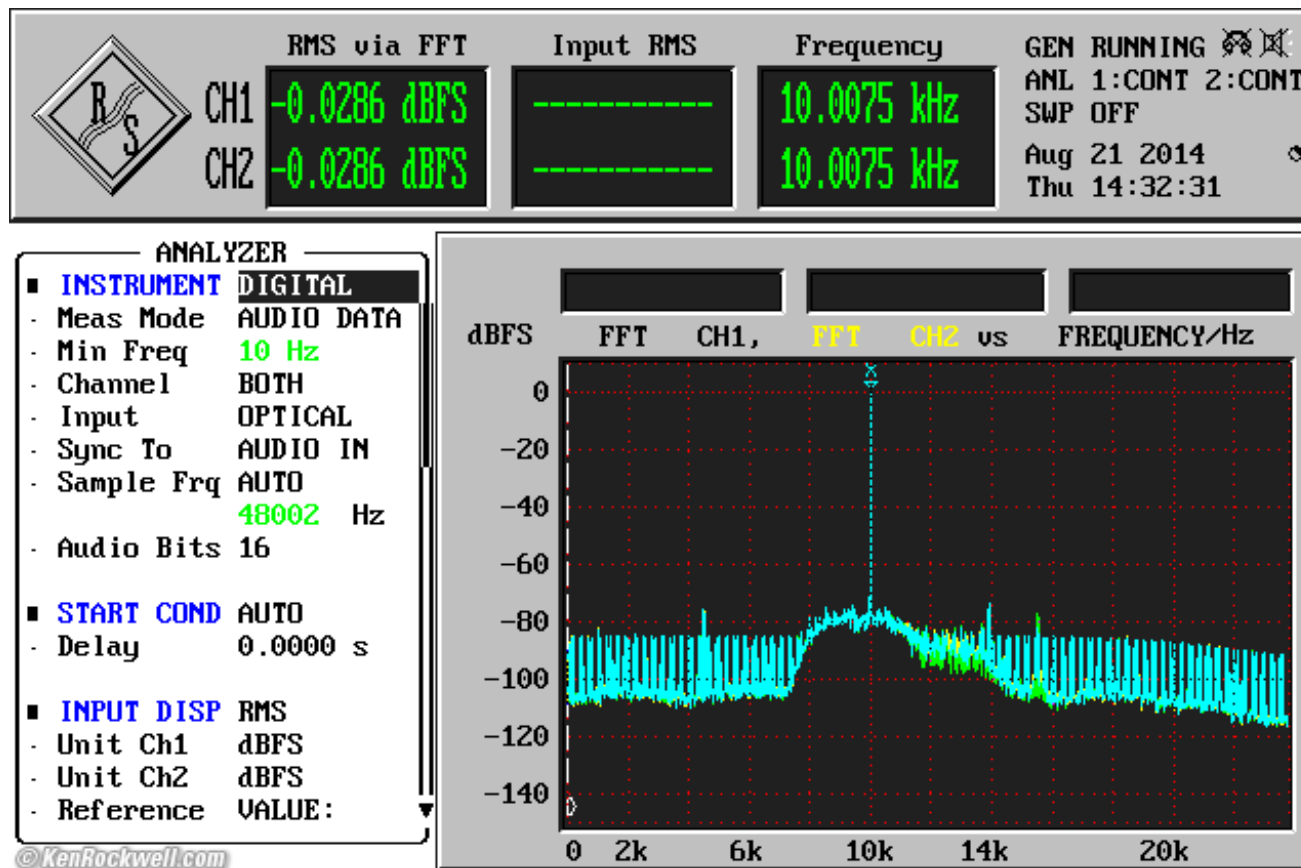 RMS via FFT Input RMS Frequency
GEN RUNNING
ANL 1:CONT 2:CONT
SWP OFF
Aug 21 2014
Thu 14:32:31
R
S
CH1 -0.0286 dBFS ----------- 10.0075 kHz
CH2 -0.0286 dBFS ----------- 10.0075 kHz
ANALYZER
INSTRUMENT DIGITAL
Meas Mode AUDIO DATA
Min Freq 10 Hz
Channel BOTH
Input OPTICAL
Sync To AUDIO IN
Sample Frq AUTO
48002 Hz
Audio Bits 16
START COND AUTO
Delay 0.0000 s
INPUT DISP RMS
Unit Ch1 dBFS
Unit Ch2 dBFS
Reference VALUE:
dBFS FFT CH1, FFT CH2 vs FREQUENCY/Hz
0
-20
-40
-60
-80
-100
-120
-140
0 2k 6k 10k 14k 20k
© KenRockwell.com